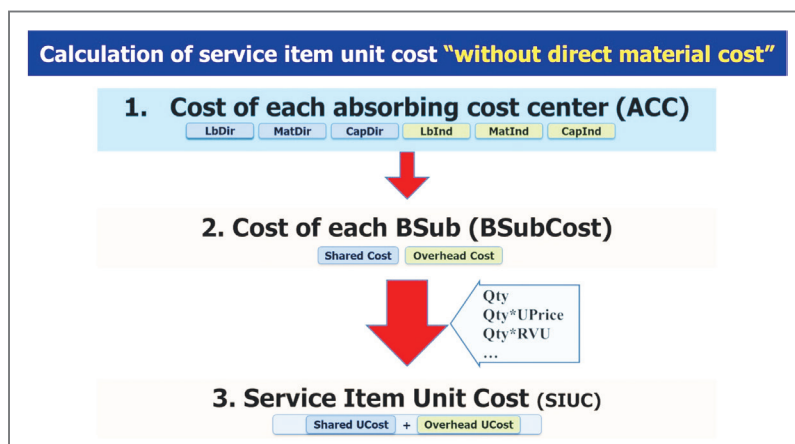 Calculation of service item unit cost “without direct material cost”
1. Cost of each absorbing cost center (ACC)
LbDir MatDir CapDir LbInd MatInd CapInd
2. Cost of each BSub (BSubCost)
Shared Cost Overhead Cost
Qty
Qty*UPrice
Qty*RVU
...
3. Service Item Unit Cost (SIUC)
Shared UCost + Overhead UCost